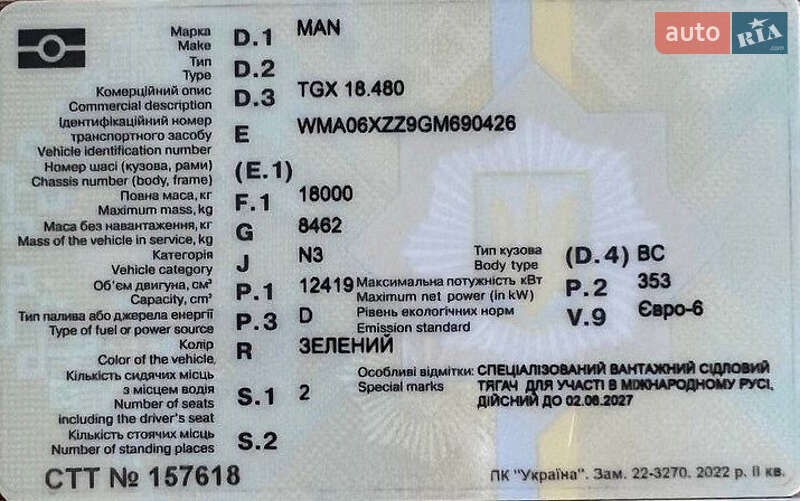 auto RIA .com
Марка
Make D.1 MAN
Тип
Type D.2
Комерційний опис
Commercial description D.3 TGX 18.480
Ідентифікаційний номер
транспортного засобу
Vehicle identification number E WMA06XZZ9GM690426
Номер шасі (кузова, рами)
Chassis number (body, frame) (E.1)
Повна маса, кг
Maximum mass, kg F.1 18000
Маса без навантаження, кг
Mass of the vehicle in service, kg G 8462
Категорія
Vehicle category J N3
Тип кузова
Body type (D.4) BC
Об'єм двигуна, см³
Capacity, cm³ P.1 12419
Максимальна потужність кВт
Maximum net power (in kW) P.2 353
Тип палива або джерела енергії
Type of fuel or power source P.3 D
Рівень екологічних норм
Emission standard V.9 Євро-6
Колір
Color of the vehicle, R ЗЕЛЕНИЙ
Кількість сидячих місць
з місцем водія
Number of seats
including the driver's seat S.1 2
Особливі відмітки: СПЕЦІАЛІЗОВАНИЙ ВАНТАЖНИЙ СІДЛОВИЙ
Special marks ТЯГАЧ ДЛЯ УЧАСТІ В МІЖНАРОДНОМУ РУСІ,
ДІЙСНИЙ ДО 02.06.2027
Кількість стоячих місць
Number of standing places S.2
СТТ № 157618
ПК "Україна". Зам. 22-3270. 2022 р. II кв.